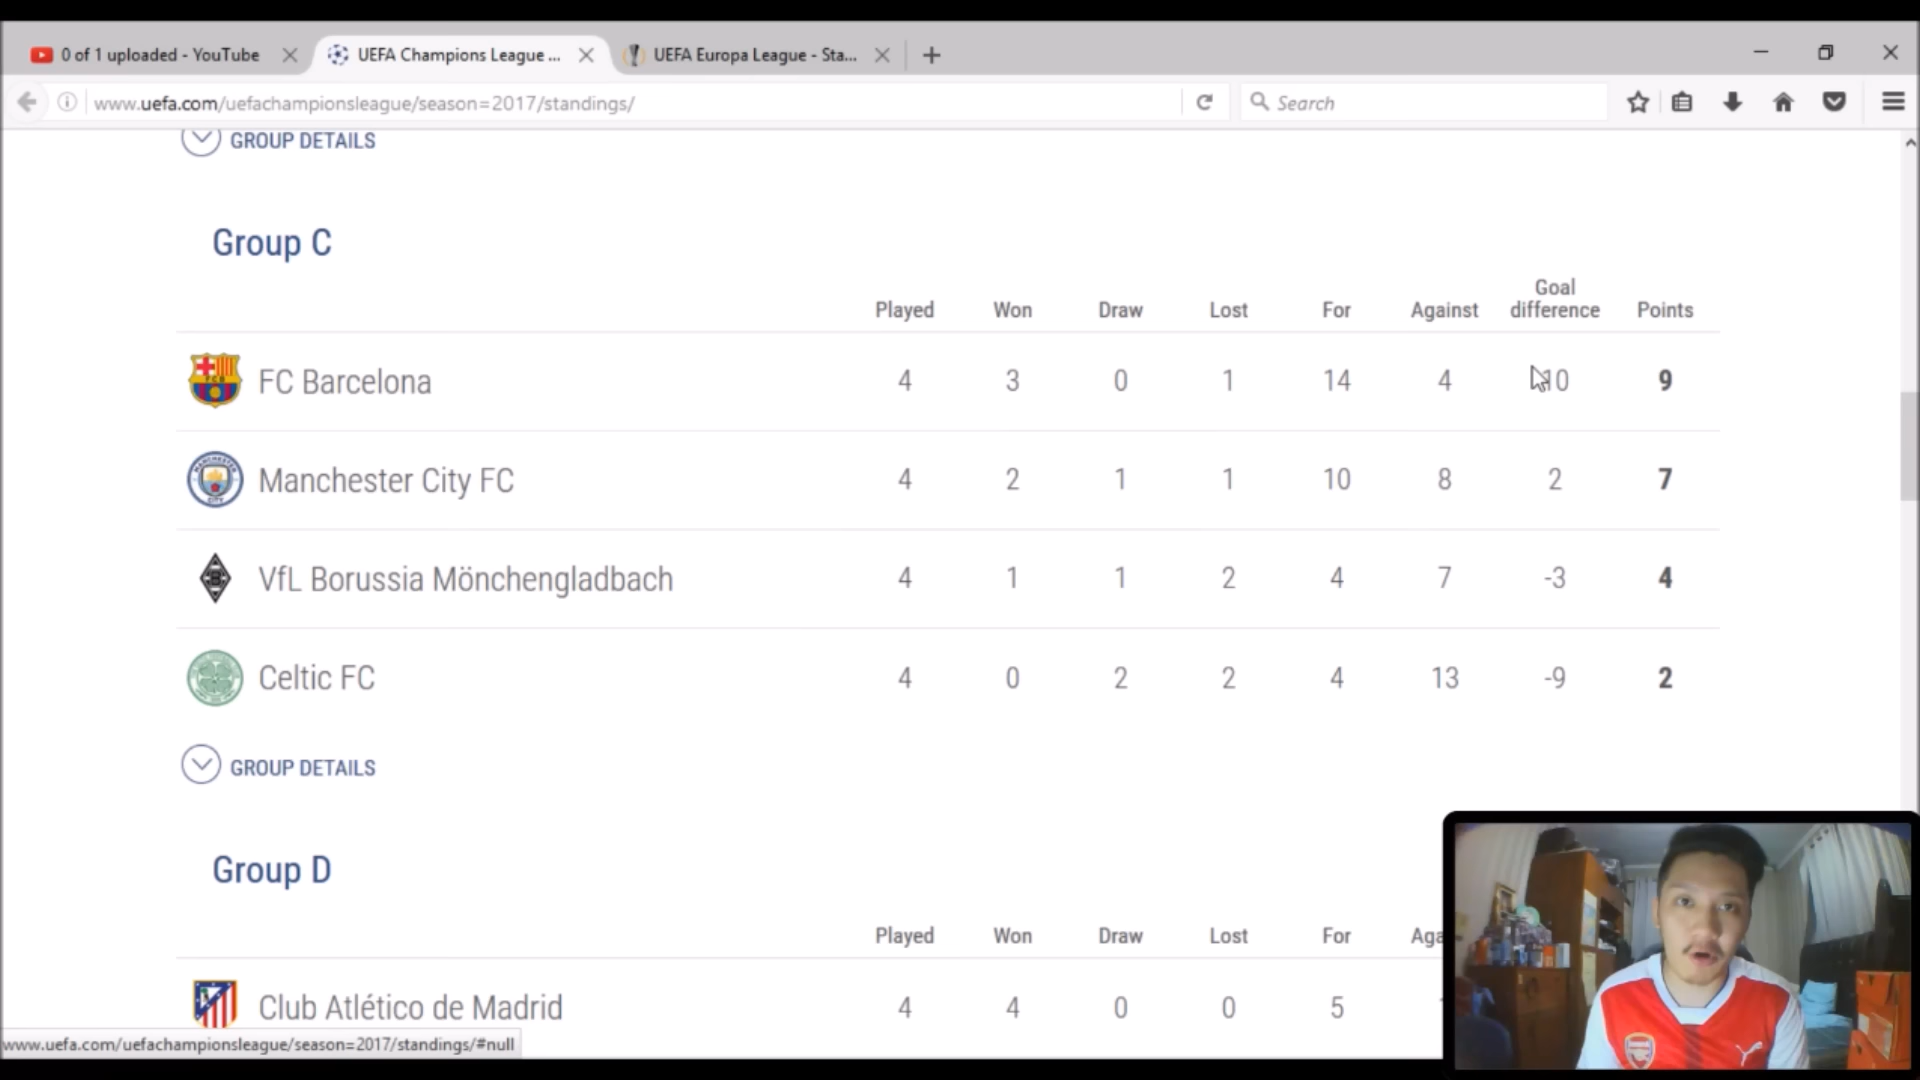 0 of 1 uploaded - YouTube
UEFA Champions League ...
UEFA Europa League - Sta...
www.uefa.com/uefachampionsleague/season=2017/standings/
Search
GROUP DETAILS
Group C
Played Won Draw Lost For Against Goal difference Points
FC Barcelona 4 3 0 1 14 4 10 9
Manchester City FC 4 2 1 1 10 8 2 7
VfL Borussia Mönchengladbach 4 1 1 2 4 7 -3 4
Celtic FC 4 0 2 2 4 13 -9 2
GROUP DETAILS
Group D
Played Won Draw Lost For Aga
Club Atlético de Madrid 4 4 0 0 5
www.uefa.com/uefachampionsleague/season=2017/standings/#null